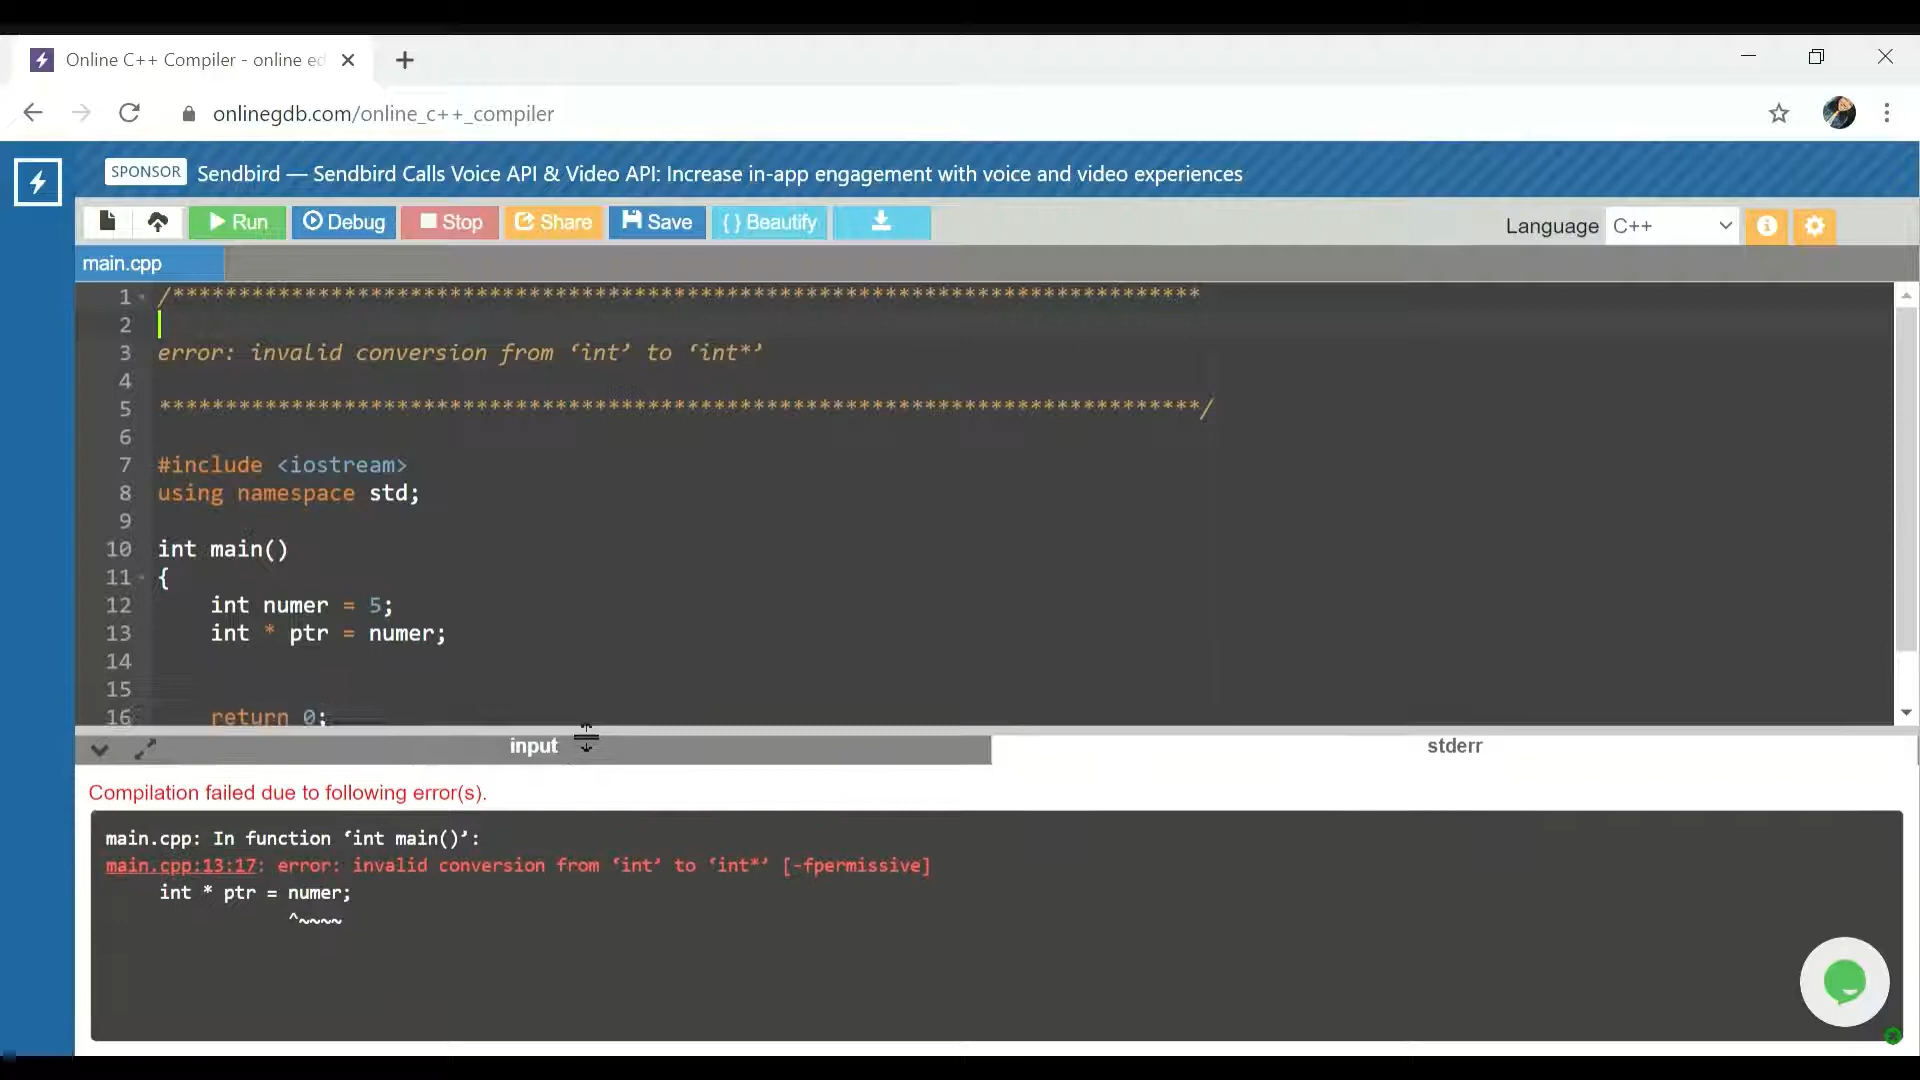 Online C++ Compiler - online ed
onlinegdb.com/online_c++_compiler
SPONSOR Sendbird — Sendbird Calls Voice API & Video API: Increase in-app engagement with voice and video experiences
Run Debug Stop Share Save { } Beautify Language C++
main.cpp
1 /******************************************************************************
2
3 error: invalid conversion from ‘int’ to ‘int*’
4
5 *******************************************************************************/
6
7 #include <iostream>
8 using namespace std;
9
10 int main()
11 {
12 int numer = 5;
13 int * ptr = numer;
14
15
16 return 0;
input stderr
Compilation failed due to following error(s).
main.cpp: In function ‘int main()’:
main.cpp:13:17: error: invalid conversion from ‘int’ to ‘int*’ [-fpermissive]
int * ptr = numer;
^~~~~